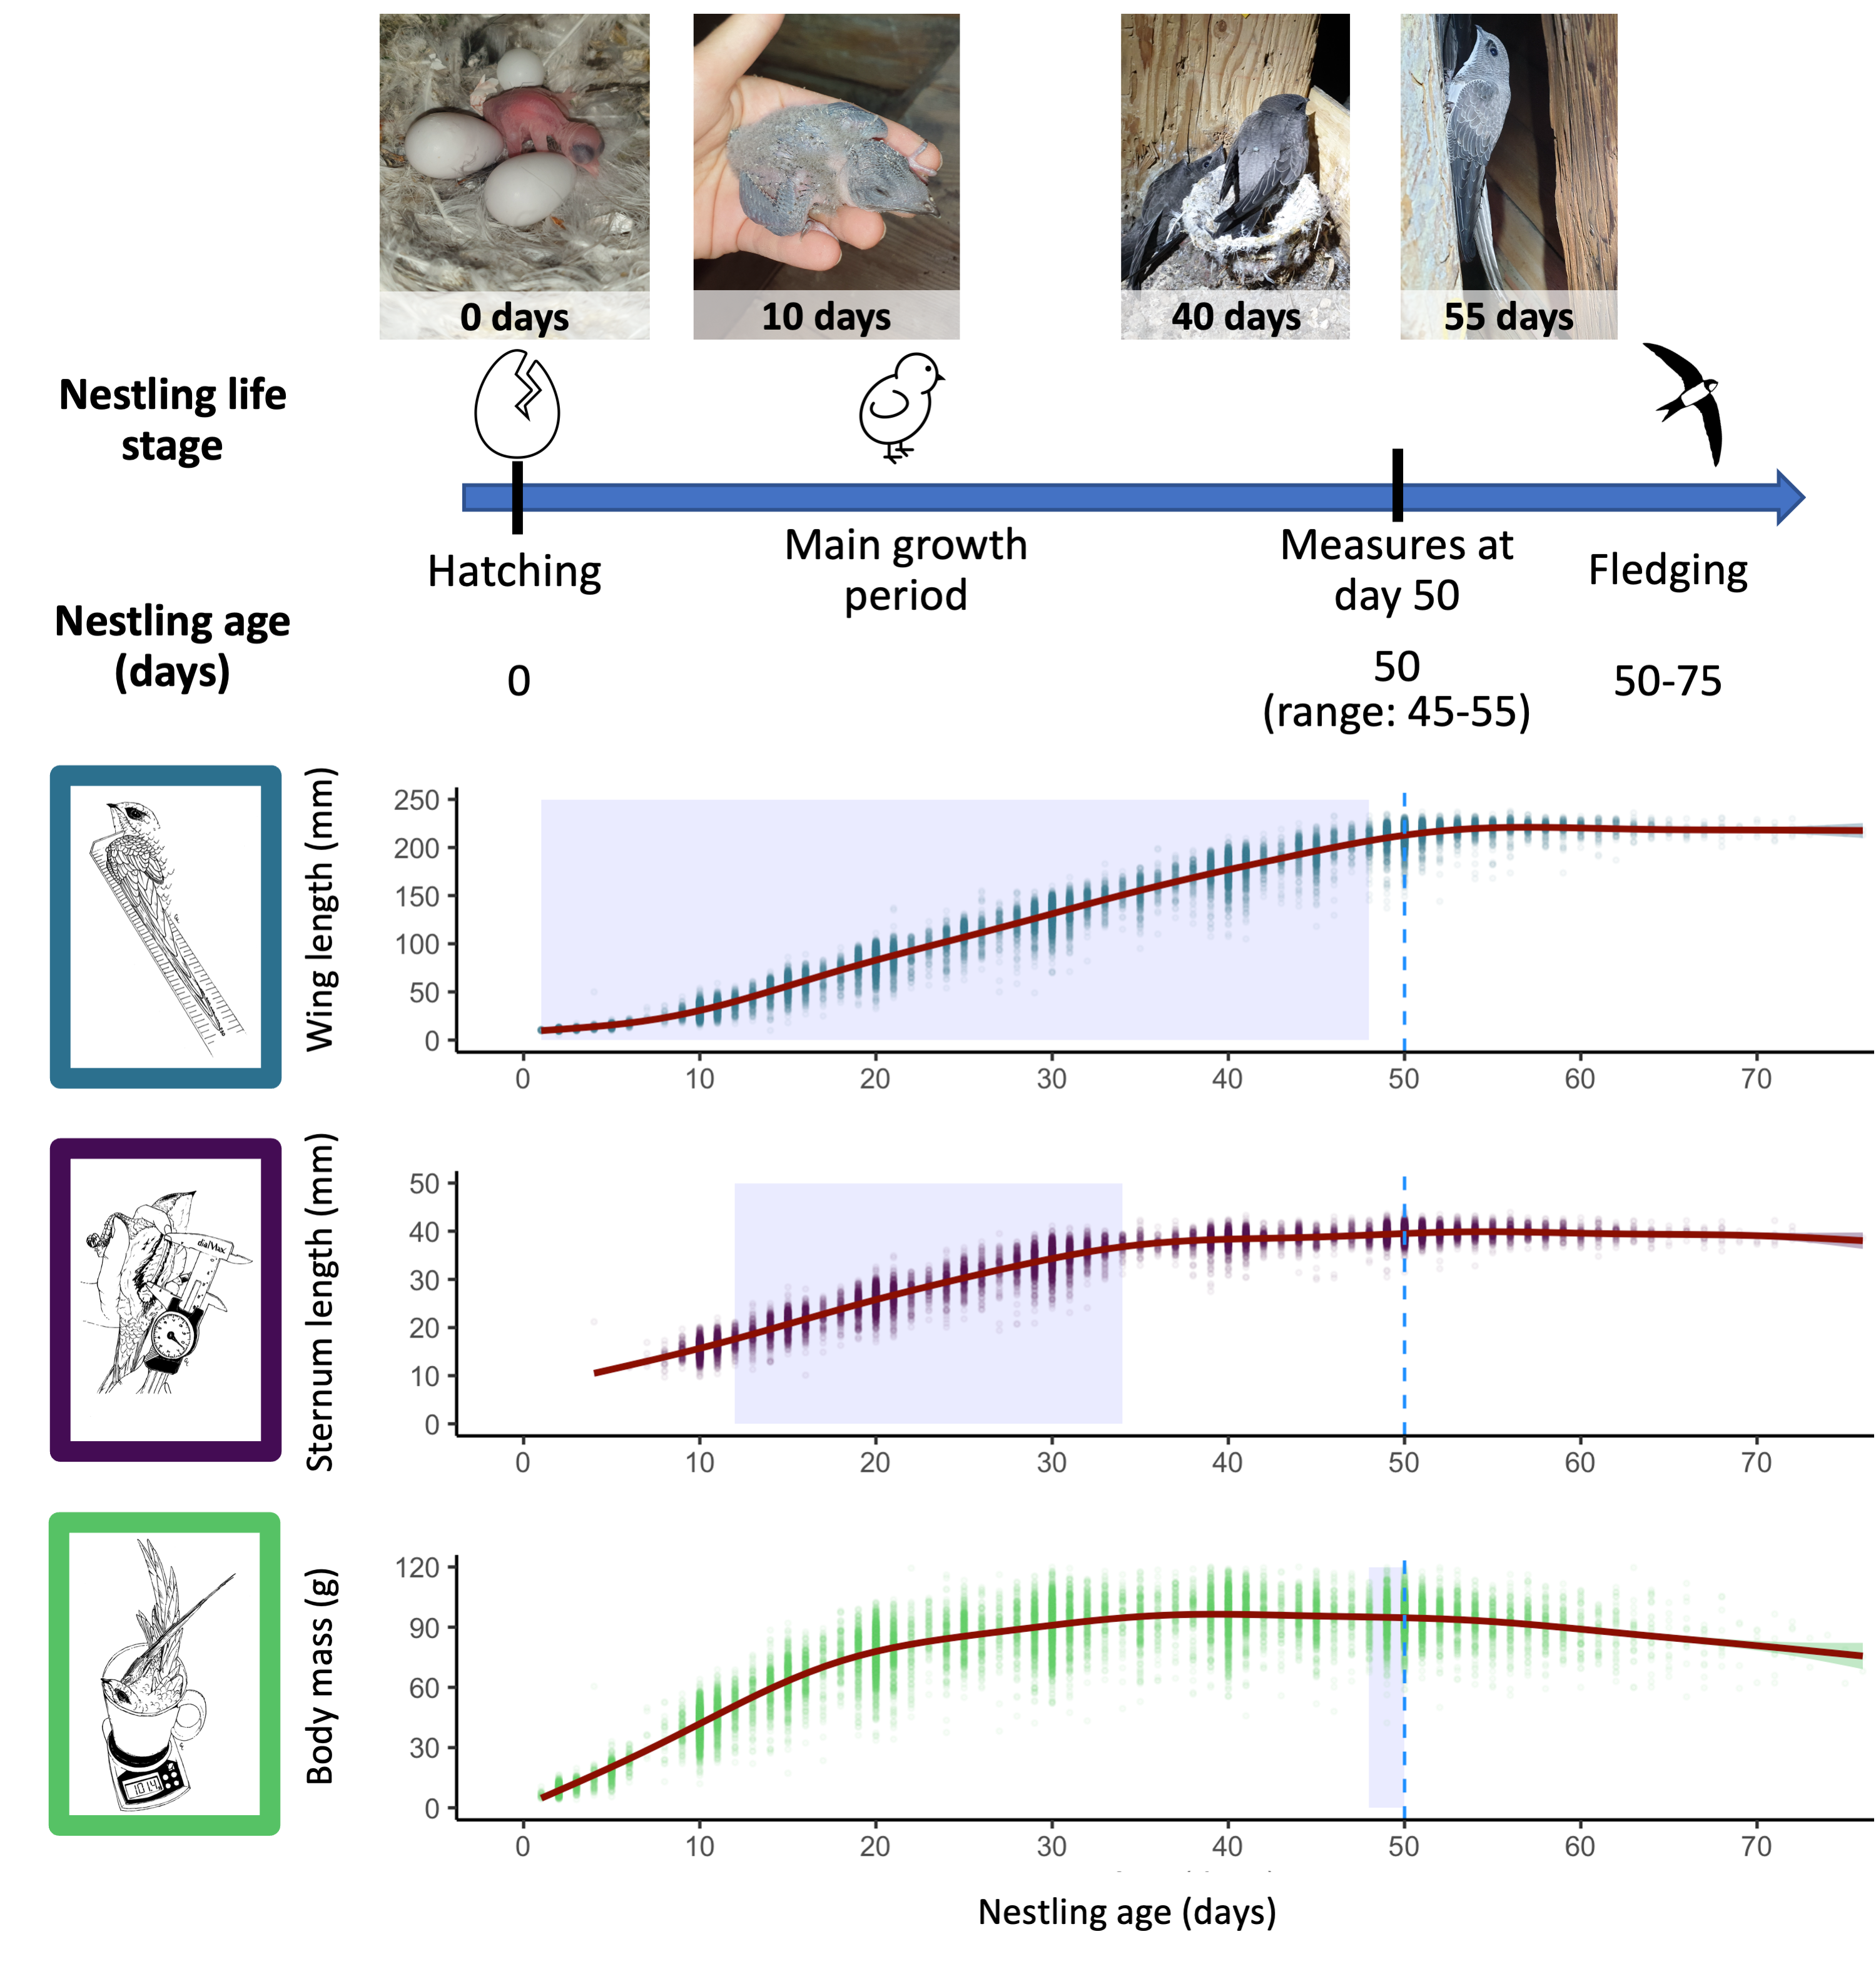 0 days
10 days
40 days
55 days
Nestling life
stage
Hatching
Main growth
period
Measures at
day 50
Fledging
Nestling age
(days)
0
50
(range: 45-55)
50-75
Wing length (mm)
250
200
150
100
50
0
0 10 20 30 40 50 60 70
dialMax
Sternum length (mm)
50
40
30
20
10
0
0 10 20 30 40 50 60 70
Body mass (g)
120
90
60
30
0
0 10 20 30 40 50 60 70
Nestling age (days)